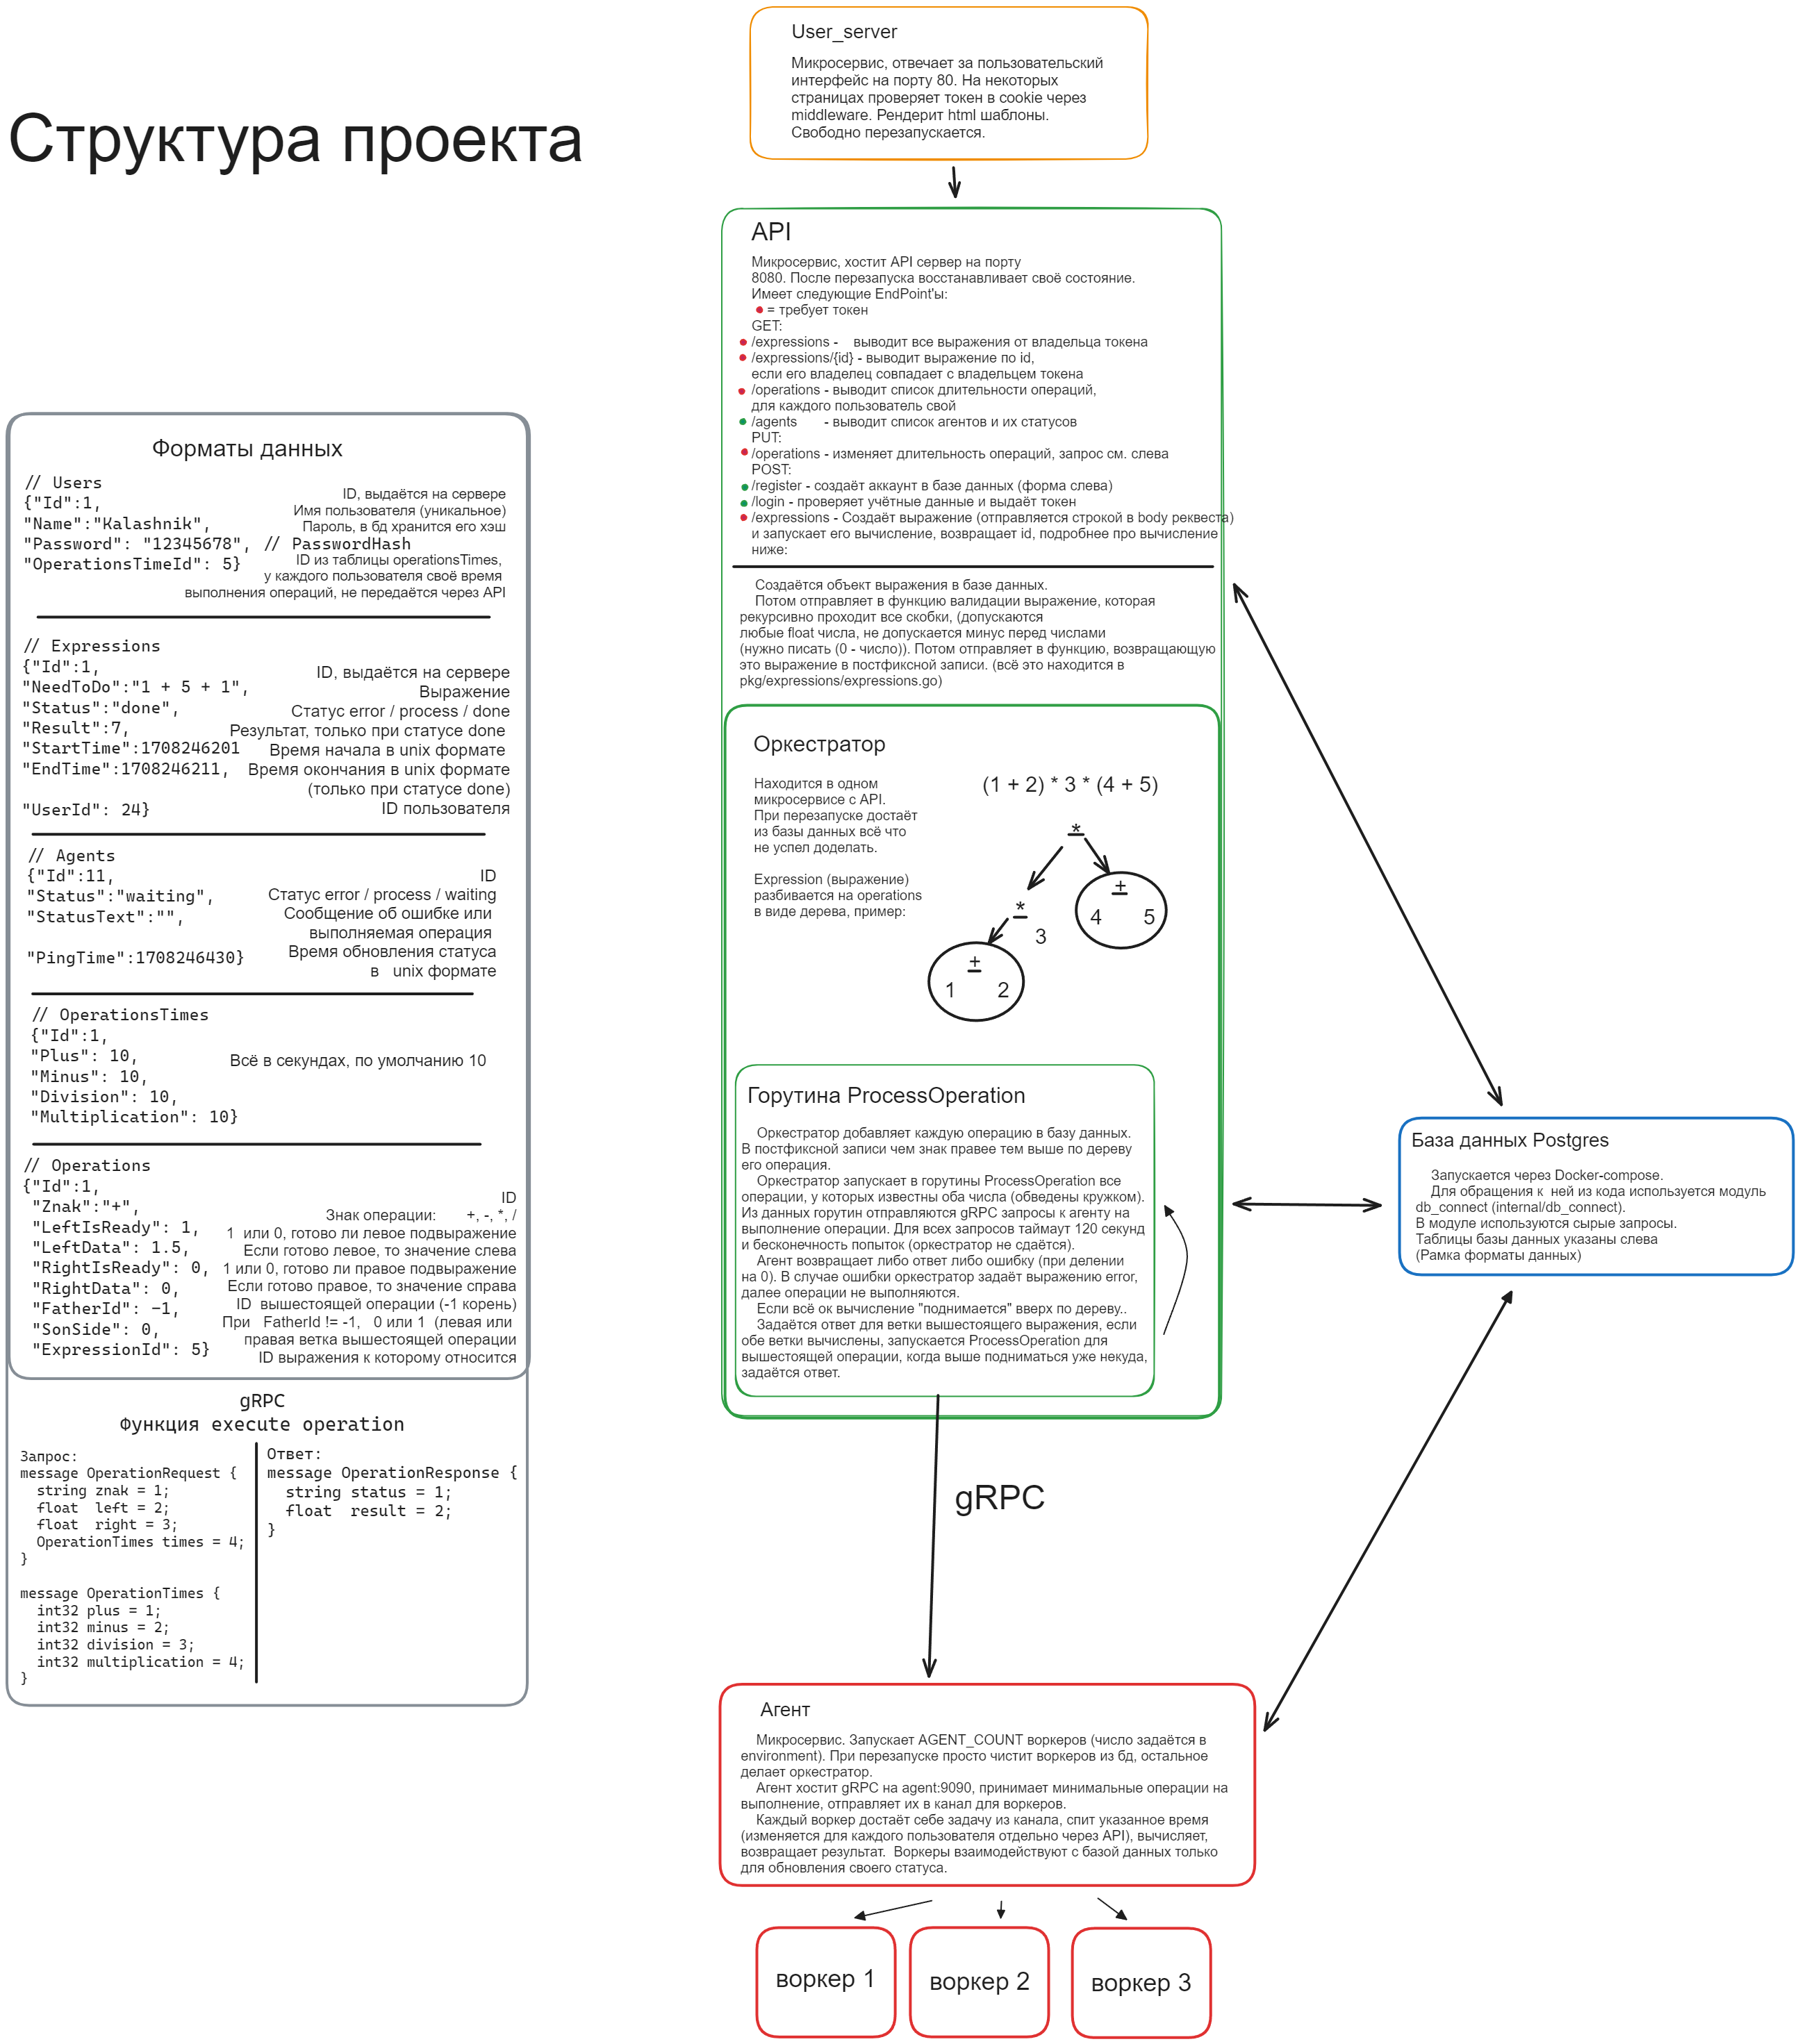 Структура проекта
User_server
Микросервис, отвечает за пользовательский
интерфейс на порту 80. На некоторых
страницах проверяет токен в cookie через
middleware. Рендерит html шаблоны.
Свободно перезапускается.
API
Микросервис, хостит API сервер на порту
8080. После перезапуска восстанавливает своё состояние.
Имеет следующие EndPoint'ы:
= требует токен
GET:
/expressions - выводит все выражения от владельца токена
/expressions/{id} - выводит выражение по id,
если его владелец совпадает с владельцем токена
/operations - выводит список длительности операций,
для каждого пользователь свой
/agents - выводит список агентов и их статусов
PUT:
/operations - изменяет длительность операций, запрос см. слева
POST:
/register - создаёт аккаунт в базе данных (форма слева)
/login - проверяет учётные данные и выдаёт токен
/expressions - Создаёт выражение (отправляется строкой в body реквеста)
и запускает его вычисление, возвращает id, подробнее про вычисление
ниже:
Создаётся объект выражения в базе данных.
Потом отправляет в функцию валидации выражение, которая
рекурсивно проходит все скобки, (допускаются
любые float числа, не допускается минус перед числами
(нужно писать (0 - число)). Потом отправляет в функцию, возвращающую
это выражение в постфиксной записи. (всё это находится в
pkg/expressions/expressions.go)
Оркестратор
Находится в одном
микросервисе с API.
При перезапуске достаёт
из базы данных всё что
не успел доделать.
Expression (выражение)
разбивается на operations
в виде дерева, пример:
(1 + 2) * 3 * (4 + 5)
*
+
4 5
*
3
+
1 2
Горутина ProcessOperation
Оркестратор добавляет каждую операцию в базу данных.
В постфиксной записи чем знак правее тем выше по дереву
его операция.
Оркестратор запускает в горутины ProcessOperation все
операции, у которых известны оба числа (обведены кружком).
Из данных горутин отправляются gRPC запросы к агенту на
выполнение операции. Для всех запросов таймаут 120 секунд
и бесконечность попыток (оркестратор не сдаётся).
Агент возвращает либо ответ либо ошибку (при делении
на 0). В случае ошибки оркестратор задаёт выражению error,
далее операции не выполняются.
Если всё ок вычисление "поднимается" вверх по дереву..
Задаётся ответ для ветки вышестоящего выражения, если
обе ветки вычислены, запускается ProcessOperation для
вышестоящей операции, когда выше подниматься уже некуда,
задаётся ответ.
gRPC
Агент
Микросервис. Запускает AGENT_COUNT воркеров (число задаётся в
environment). При перезапуске просто чистит воркеров из бд, остальное
делает оркестратор.
Агент хостит gRPC на agent:9090, принимает минимальные операции на
выполнение, отправляет их в канал для воркеров.
Каждый воркер достаёт себе задачу из канала, спит указанное время
(изменяется для каждого пользователя отдельно через API), вычисляет,
возвращает результат. Воркеры взаимодействуют с базой данных только
для обновления своего статуса.
воркер 1
воркер 2
воркер 3
База данных Postgres
Запускается через Docker-compose.
Для обращения к ней из кода используется модуль
db_connect (internal/db_connect).
В модуле используются сырые запросы.
Таблицы базы данных указаны слева
(Рамка форматы данных)
Форматы данных
// Users
{"Id":1,
"Name":"Kalashnik",
"Password": "12345678", // PasswordHash
"OperationsTimeId": 5}
ID, выдаётся на сервере
Имя пользователя (уникальное)
Пароль, в бд хранится его хэш
ID из таблицы operationsTimes,
у каждого пользователя своё время
выполнения операций, не передаётся через API
// Expressions
{"Id":1,
"NeedToDo":"1 + 5 + 1",
"Status":"done",
"Result":7,
"StartTime":1708246201
"EndTime":1708246211,
"UserId": 24}
ID, выдаётся на сервере
Выражение
Статус error / process / done
Результат, только при статусе done
Время начала в unix формате
Время окончания в unix формате
(только при статусе done)
ID пользователя
// Agents
{"Id":11,
"Status":"waiting",
"StatusText":"",
"PingTime":1708246430}
ID
Статус error / process / waiting
Сообщение об ошибке или
выполняемая операция
Время обновления статуса
в unix формате
// OperationsTimes
{"Id":1,
"Plus": 10,
"Minus": 10,
"Division": 10,
"Multiplication": 10}
Всё в секундах, по умолчанию 10
// Operations
{"Id":1,
"Znak":"+",
"LeftIsReady": 1,
"LeftData": 1.5,
"RightIsReady": 0,
"RightData": 0,
"FatherId": -1,
"SonSide": 0,
"ExpressionId": 5}
ID
Знак операции: +, -, *, /
1 или 0, готово ли левое подвыражение
Если готово левое, то значение слева
1 или 0, готово ли правое подвыражение
Если готово правое, то значение справа
ID вышестоящей операции (-1 корень)
При FatherId != -1, 0 или 1 (левая или
правая ветка вышестоящей операции
ID выражения к которому относится
gRPC
Функция execute operation
Запрос:
message OperationRequest {
string znak = 1;
float left = 2;
float right = 3;
OperationTimes times = 4;
}
message OperationTimes {
int32 plus = 1;
int32 minus = 2;
int32 division = 3;
int32 multiplication = 4;
}
Ответ:
message OperationResponse {
string status = 1;
float result = 2;
}